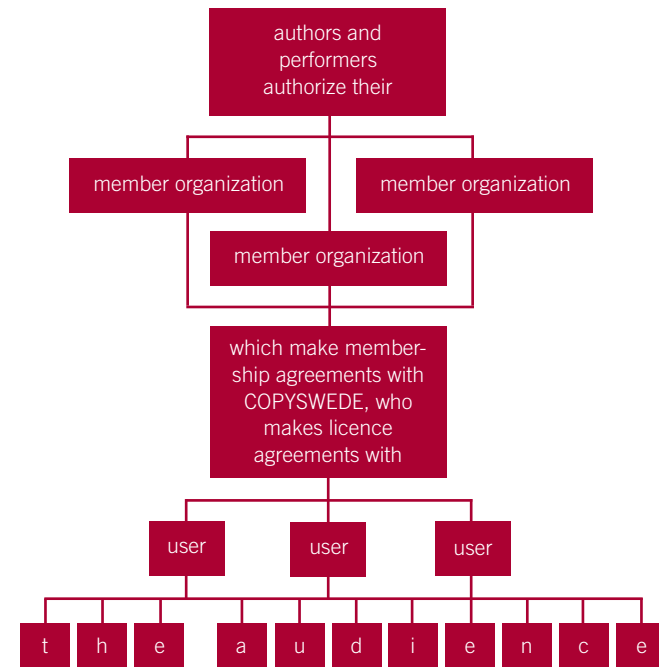 authors and
performers
authorize their
member organization
member organization
member organization
which make member-
ship agreements with
COPYSWEDE, who
makes licence
agreements with
user
user
user
t h e a u d i e n c e